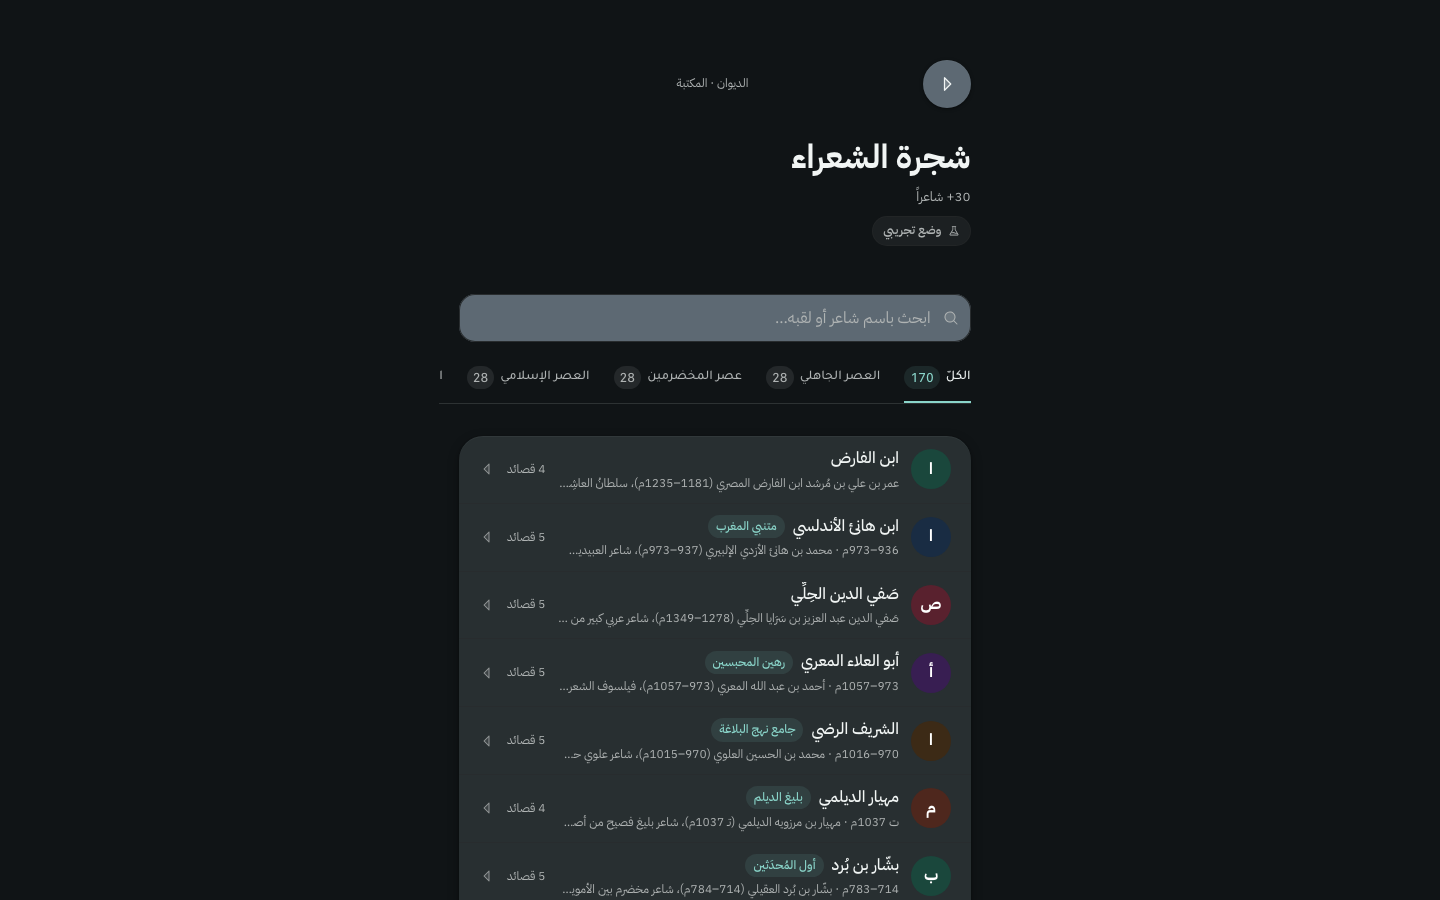 الديوان · المكتبة
شجرة الشعراء
30+ شاعراً
وضع تجريبي
ابحث باسم شاعر أو لقبه...
الكلّ 170 العصر الجاهلي 28 عصر المخضرمين 28 العصر الإسلامي 28 ا
ا ابن الفارض
عمر بن علي بن مُرشد ابن الفارض المصري (1181–1235م)، سلطانُ العاشِ... 4 قصائد
ا ابن هانئ الأندلسي متنبي المغرب
936–973م · محمد بن هانئ الأزدي الإلبيري (937–973م)، شاعر العبيديـ... 5 قصائد
ص صَفي الدين الحِلِّي
صَفي الدين عبد العزيز بن سَرَايا الحِلِّي (1278–1349م)، شاعر عربي كبير من ... 5 قصائد
أ أبو العلاء المعري رهين المحبسين
973–1057م · أحمد بن عبد الله المعري (973–1057م)، فيلسوف الشعر... 5 قصائد
ا الشريف الرضي جامع نهج البلاغة
970–1016م · محمد بن الحسين العلوي (970–1015م)، شاعر علوي حـ... 5 قصائد
م مهيار الديلمي بليغ الديلم
ت 1037م · مهيار بن مرزويه الديلمي (تـ 1037م)، شاعر بليغ فصيح من أصـ... 4 قصائد
ب بشّار بن بُرد أول المُحدَثين
714–783م · بشّار بن بُرد العقيلي (714–784م)، شاعر مخضرم بين الأمويـ... 5 قصائد